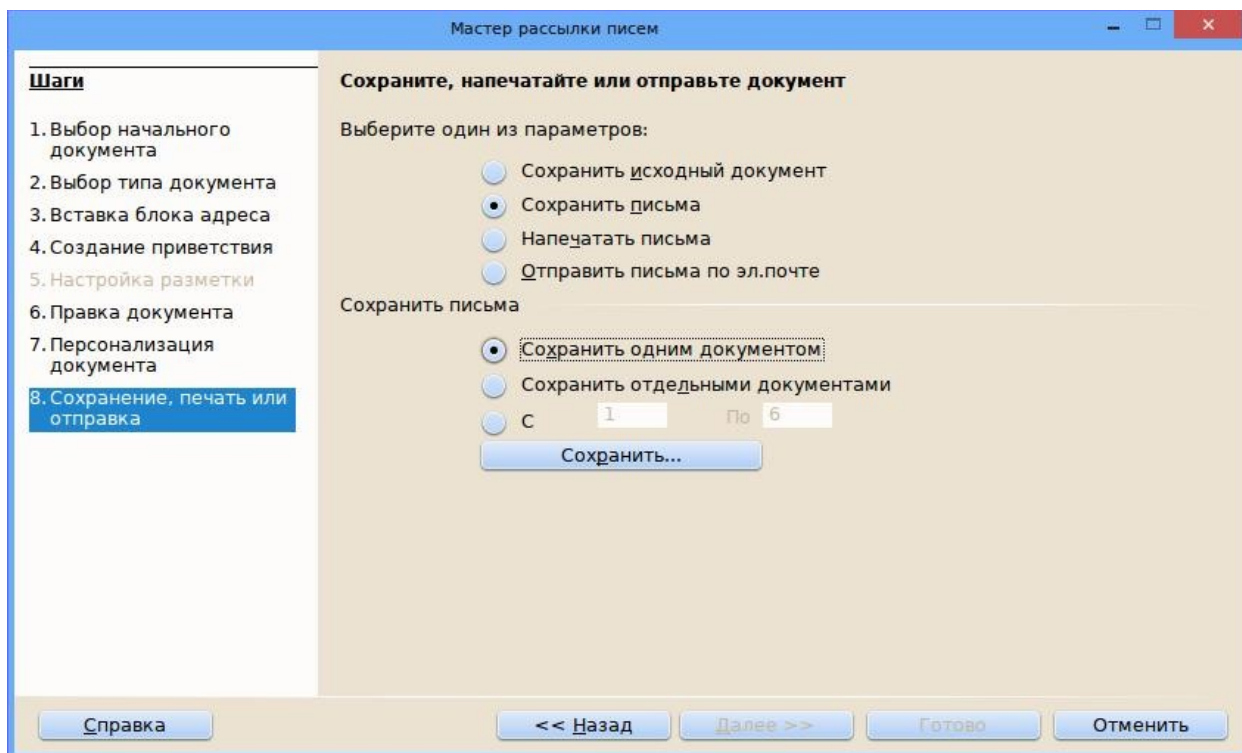 Мастер рассылки писем
Шаги
1. Выбор начального
документа
2. Выбор типа документа
3. Вставка блока адреса
4. Создание приветствия
5. Настройка разметки
6. Правка документа
7. Персонализация
документа
8. Сохранение, печать или
отправка
Сохраните, напечатайте или отправьте документ
Выберите один из параметров:
Сохранить исходный документ
Сохранить письма
Напечатать письма
Отправить письма по эл.почте
Сохранить письма
Сохранить одним документом
Сохранить отдельными документами
С 1 По 6
Сохранить...
Справка << Назад Далее >> Готово Отменить